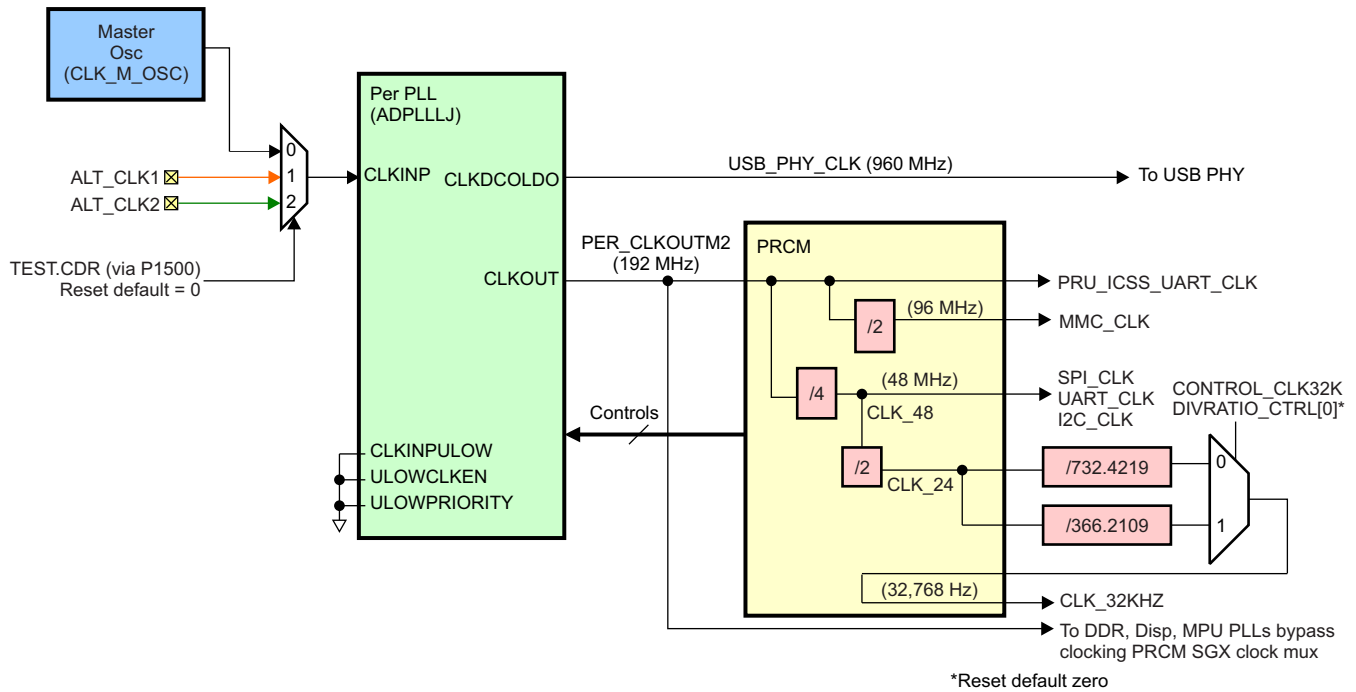 Master
Osc
(CLK_M_OSC)
ALT_CLK1
ALT_CLK2
0
1
2
TEST.CDR (via P1500)
Reset default = 0
Per PLL
(ADPLLLJ)
CLKINP
CLKDCOLDO
CLKOUT
CLKINPULOW
ULOWCLKEN
ULOWPRIORITY
USB_PHY_CLK (960 MHz)
To USB PHY
PER_CLKOUTM2
(192 MHz)
Controls
PRCM
PRU_ICSS_UART_CLK
/2
(96 MHz)
MMC_CLK
/4
(48 MHz)
CLK_48
SPI_CLK
UART_CLK
I2C_CLK
/2
CLK_24
CONTROL_CLK32K
DIVRATIO_CTRL[0]*
/732.4219
/366.2109
0
1
(32,768 Hz)
CLK_32KHZ
To DDR, Disp, MPU PLLs bypass
clocking PRCM SGX clock mux
*Reset default zero